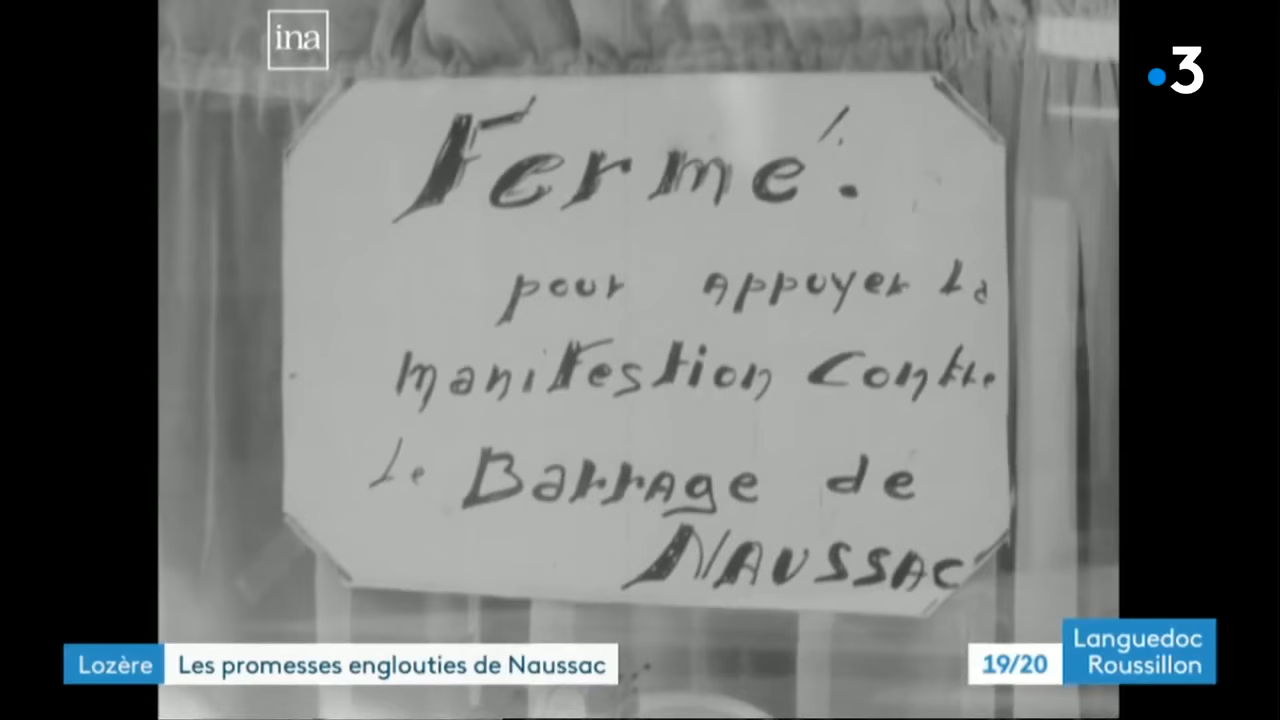 ina
3
Fermé.
pour appuyer la
manifestion contre
le Barrage de
NAUSSAC
Lozère
Les promesses englouties de Naussac
19/20
Languedoc
Roussillon